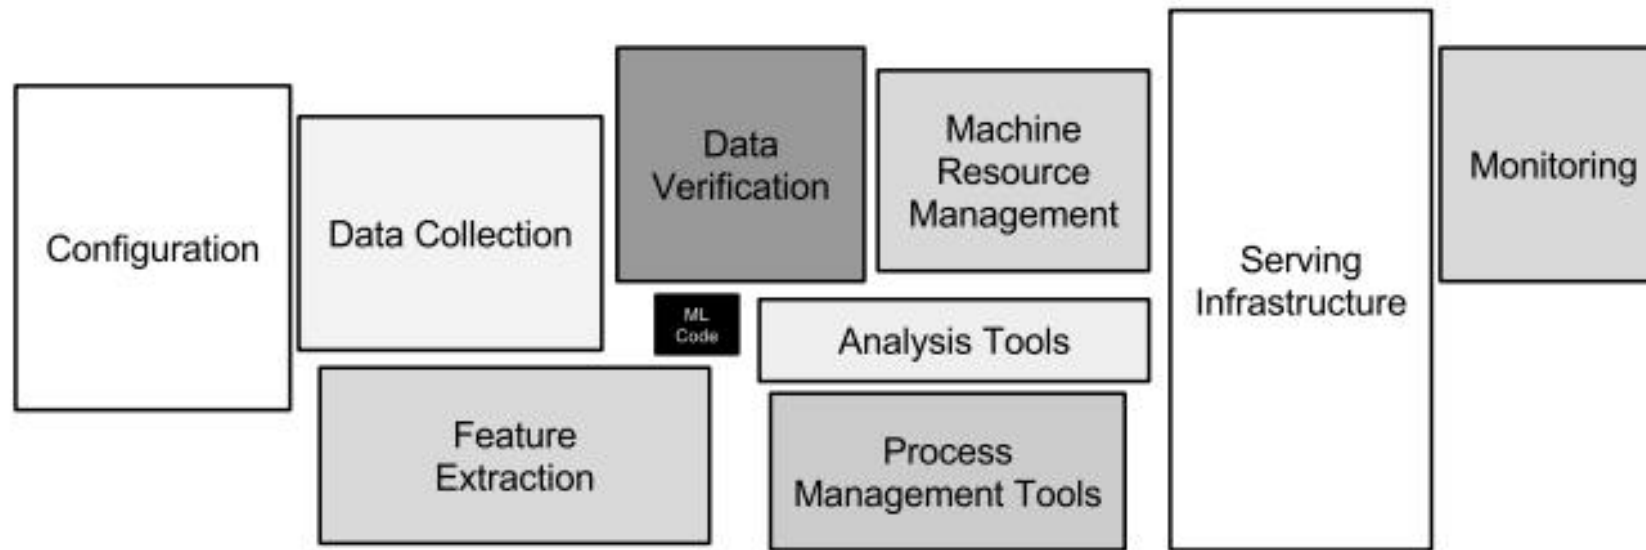 Configuration
Data Collection
Feature
Extraction
Data
Verification
ML
Code
Machine
Resource
Management
Analysis Tools
Process
Management Tools
Serving
Infrastructure
Monitoring